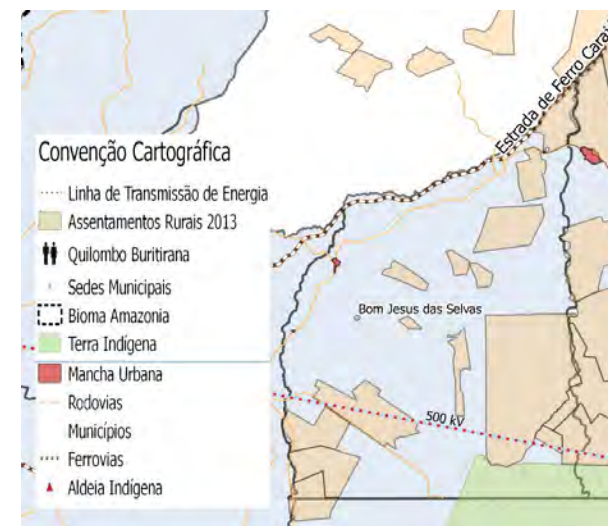 Estrada de Ferro Caraj
Convenção Cartográfica
Linha de Transmissão de Energia
Assentamentos Rurais 2013
Quilombo Buritirana
Sedes Municipais
Bioma Amazonia
Terra Indígena
Mancha Urbana
Rodovias
Municípios
Ferrovias
Aldeia Indígena
Bom Jesus das Selvas
500 kV